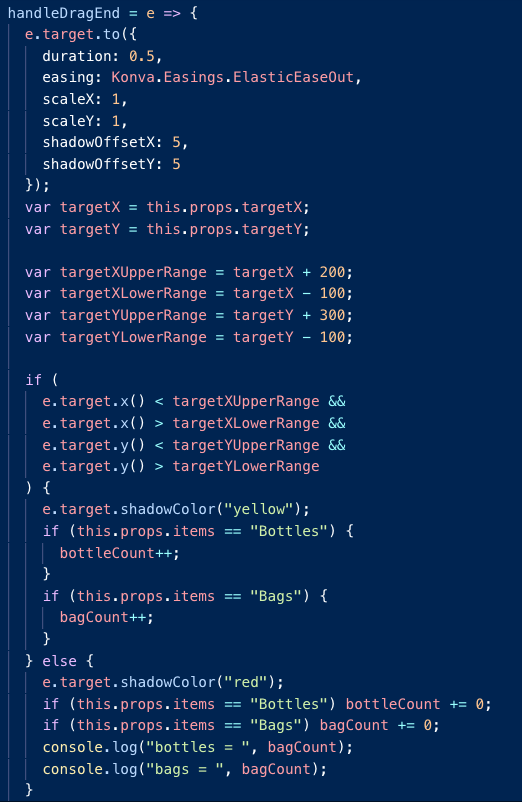 handleDragEnd = e => {
e.target.to({
duration: 0.5,
easing: Konva.Easings.ElasticEaseOut,
scaleX: 1,
scaleY: 1,
shadowOffsetX: 5,
shadowOffsetY: 5
});
var targetX = this.props.targetX;
var targetY = this.props.targetY;
var targetXUpperRange = targetX + 200;
var targetXLowerRange = targetX - 100;
var targetYUpperRange = targetY + 300;
var targetYLowerRange = targetY - 100;
if (
e.target.x() < targetXUpperRange &&
e.target.x() > targetXLowerRange &&
e.target.y() < targetYUpperRange &&
e.target.y() > targetYLowerRange
) {
e.target.shadowColor("yellow");
if (this.props.items == "Bottles") {
bottleCount++;
}
if (this.props.items == "Bags") {
bagCount++;
}
} else {
e.target.shadowColor("red");
if (this.props.items == "Bottles") bottleCount += 0;
if (this.props.items == "Bags") bagCount += 0;
console.log("bottles = ", bagCount);
console.log("bags = ", bagCount);
}